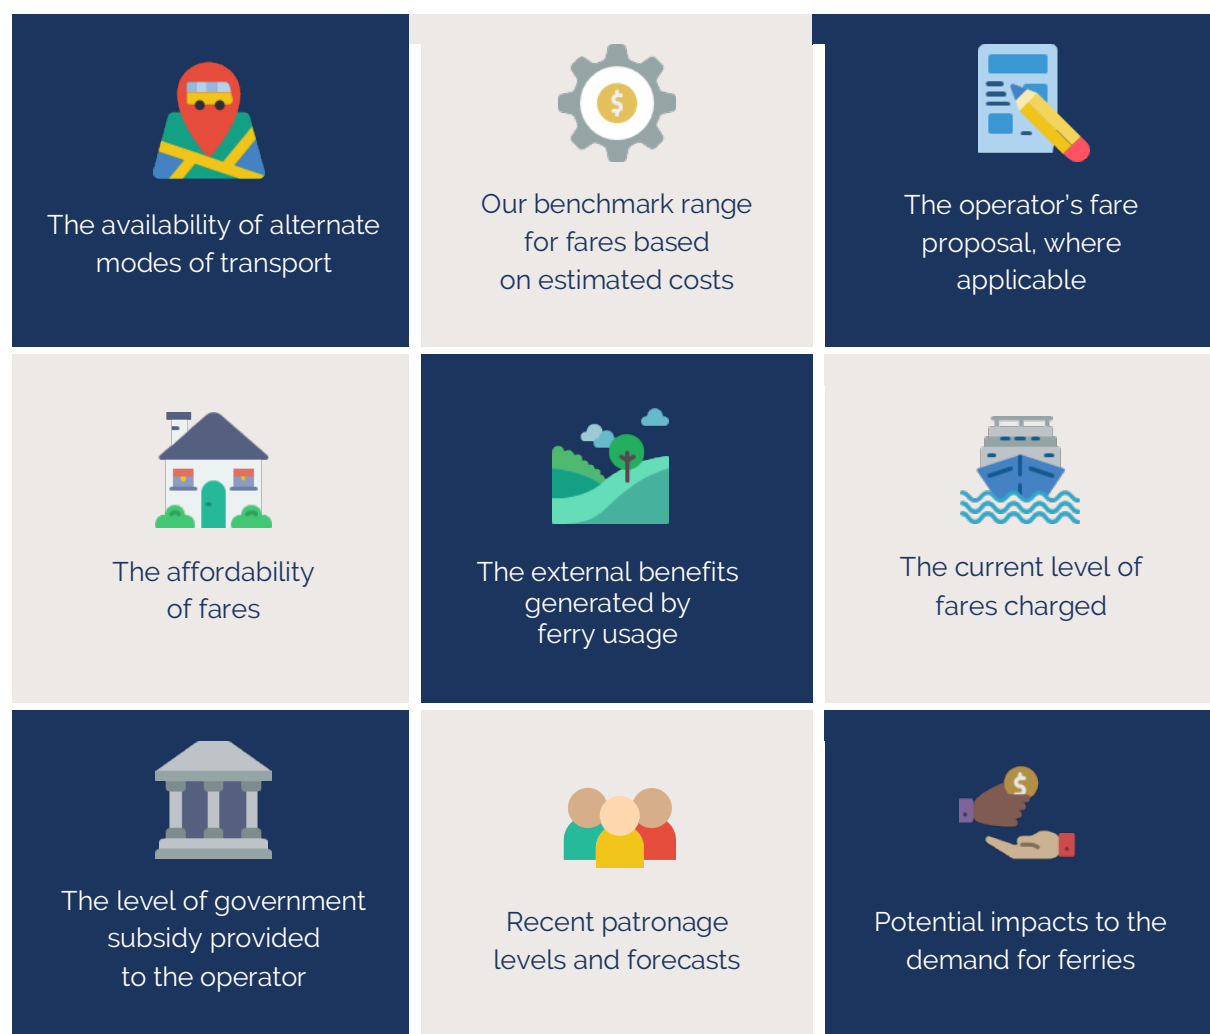 The availability of alternate
modes of transport
Our benchmark range
for fares based
on estimated costs
The operator's fare
proposal, where
applicable
The affordability
of fares
The external benefits
generated by
ferry usage
The current level of
fares charged
The level of government
subsidy provided
to the operator
Recent patronage
levels and forecasts
Potential impacts to the
demand for ferries